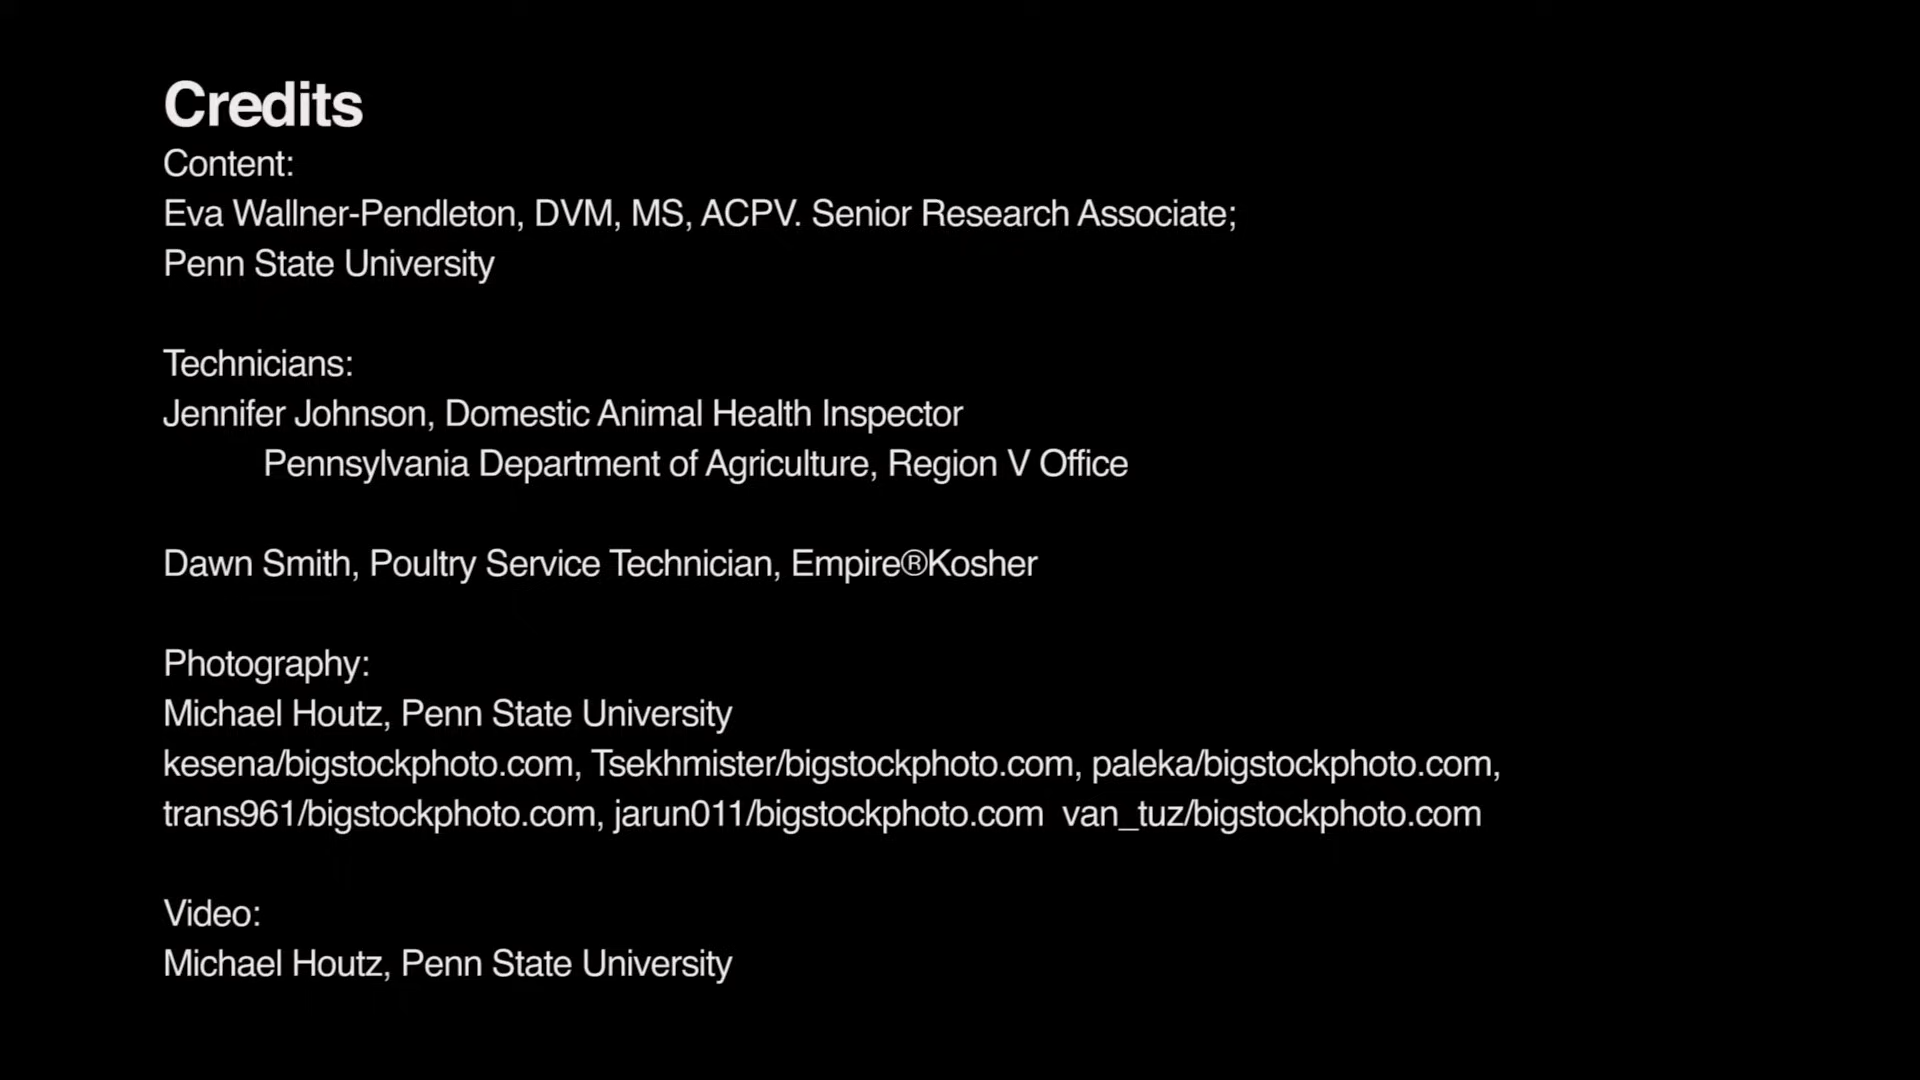 Credits
Content:
Eva Wallner-Pendleton, DVM, MS, ACPV. Senior Research Associate;
Penn State University
Technicians:
Jennifer Johnson, Domestic Animal Health Inspector
Pennsylvania Department of Agriculture, Region V Office
Dawn Smith, Poultry Service Technician, Empire®Kosher
Photography:
Michael Houtz, Penn State University
kesena/bigstockphoto.com, Tsekhmister/bigstockphoto.com, paleka/bigstockphoto.com,
trans961/bigstockphoto.com, jarun011/bigstockphoto.com  van_tuz/bigstockphoto.com
Video:
Michael Houtz, Penn State University